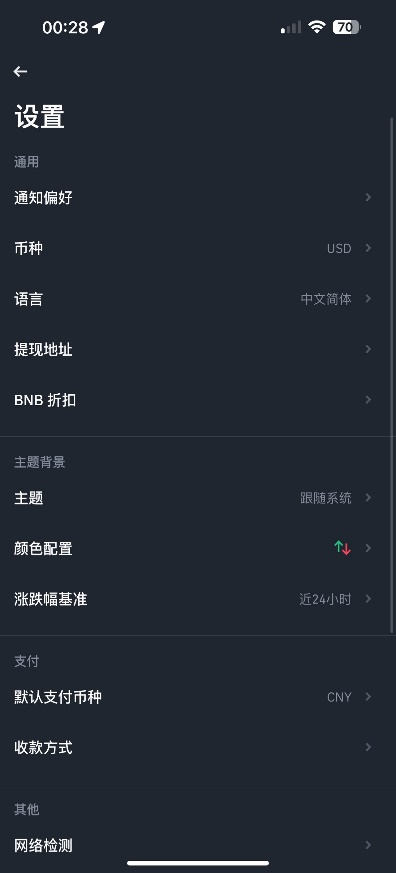 00:28
70
设置
通用
通知偏好
币种 USD
语言 中文简体
提现地址
BNB 折扣
主题背景
主题 跟随系统
颜色配置
涨跌幅基准 近24小时
支付
默认支付币种 CNY
收款方式
其他
网络检测